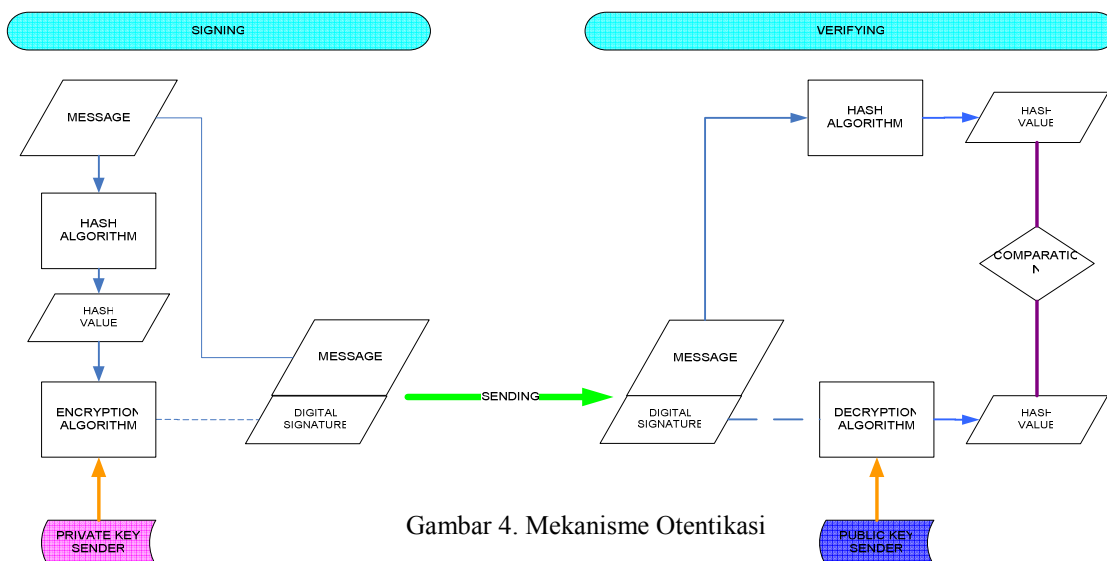 SIGNING
MESSAGE
HASH
ALGORITHM
HASH
VALUE
ENCRYPTION
ALGORITHM
PRIVATE KEY
SENDER
MESSAGE
DIGITAL
SIGNATURE
SENDING
VERIFYING
MESSAGE
DIGITAL
SIGNATURE
HASH
ALGORITHM
HASH
VALUE
COMPARATIO
N
DECRYPTION
ALGORITHM
HASH
VALUE
PUBLIC KEY
SENDER
Gambar 4. Mekanisme Otentikasi